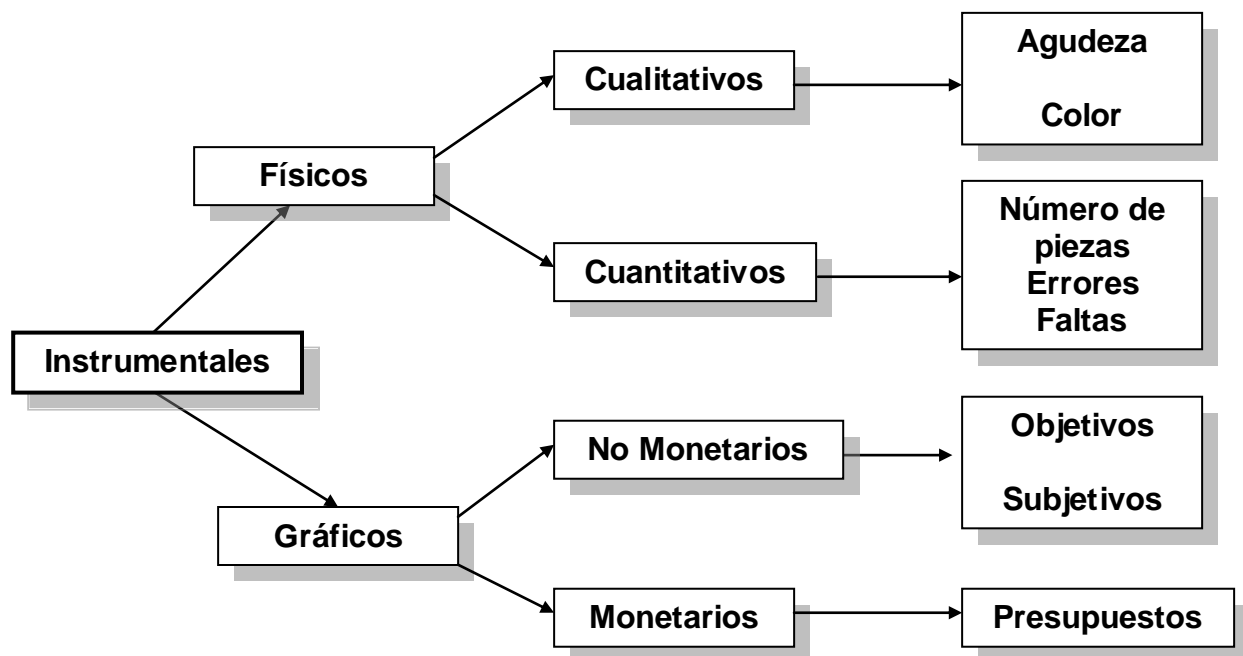 Agudeza
Color
Cualitativos
Físicos
Número de
piezas
Errores
Faltas
Cuantitativos
Instrumentales
Objetivos
Subjetivos
No Monetarios
Gráficos
Monetarios
Presupuestos